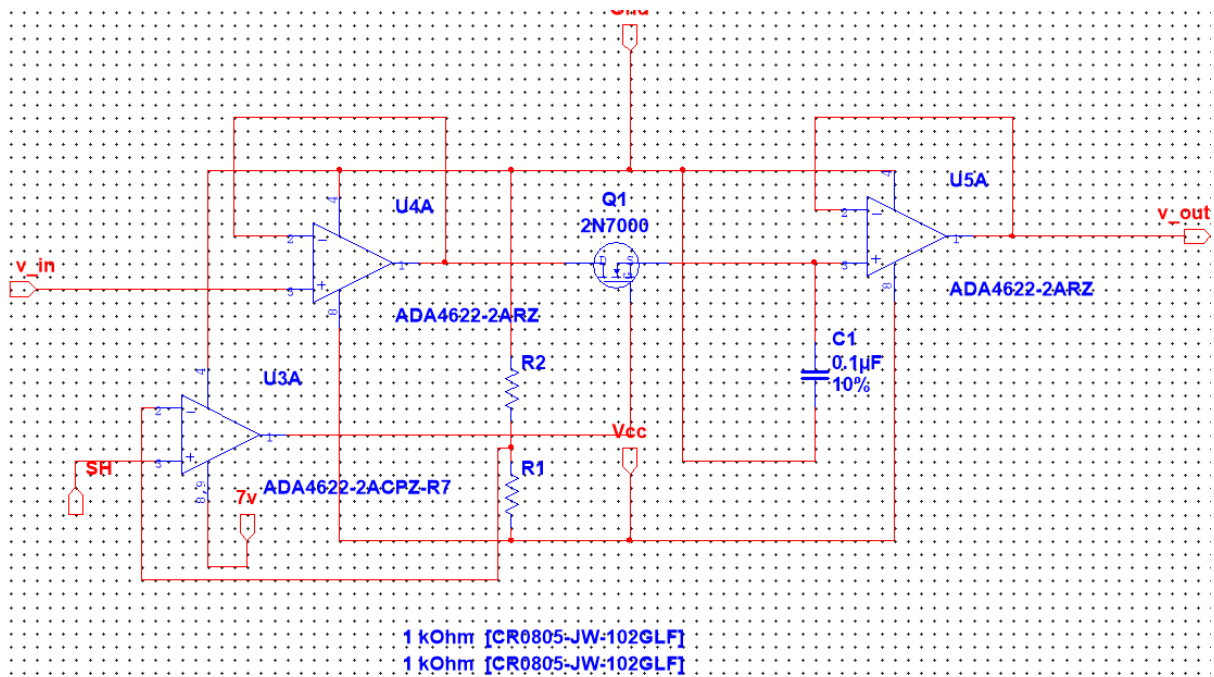 Gnd
U5A
4
Q1
4
U4A
2N7000
2
1
v_out
2
1
v_in
D
S
G
3
3
8
ADA4622-2ARZ
8
ADA4622-2ARZ
C1
0.1µF
10%
R2
4
U3A
2
1
Vcc
SH
3
R1
8,9
7v
ADA4622-2ACPZ-R7
1 kOhm [CR0805-JW-102GLF]
1 kOhm [CR0805-JW-102GLF]